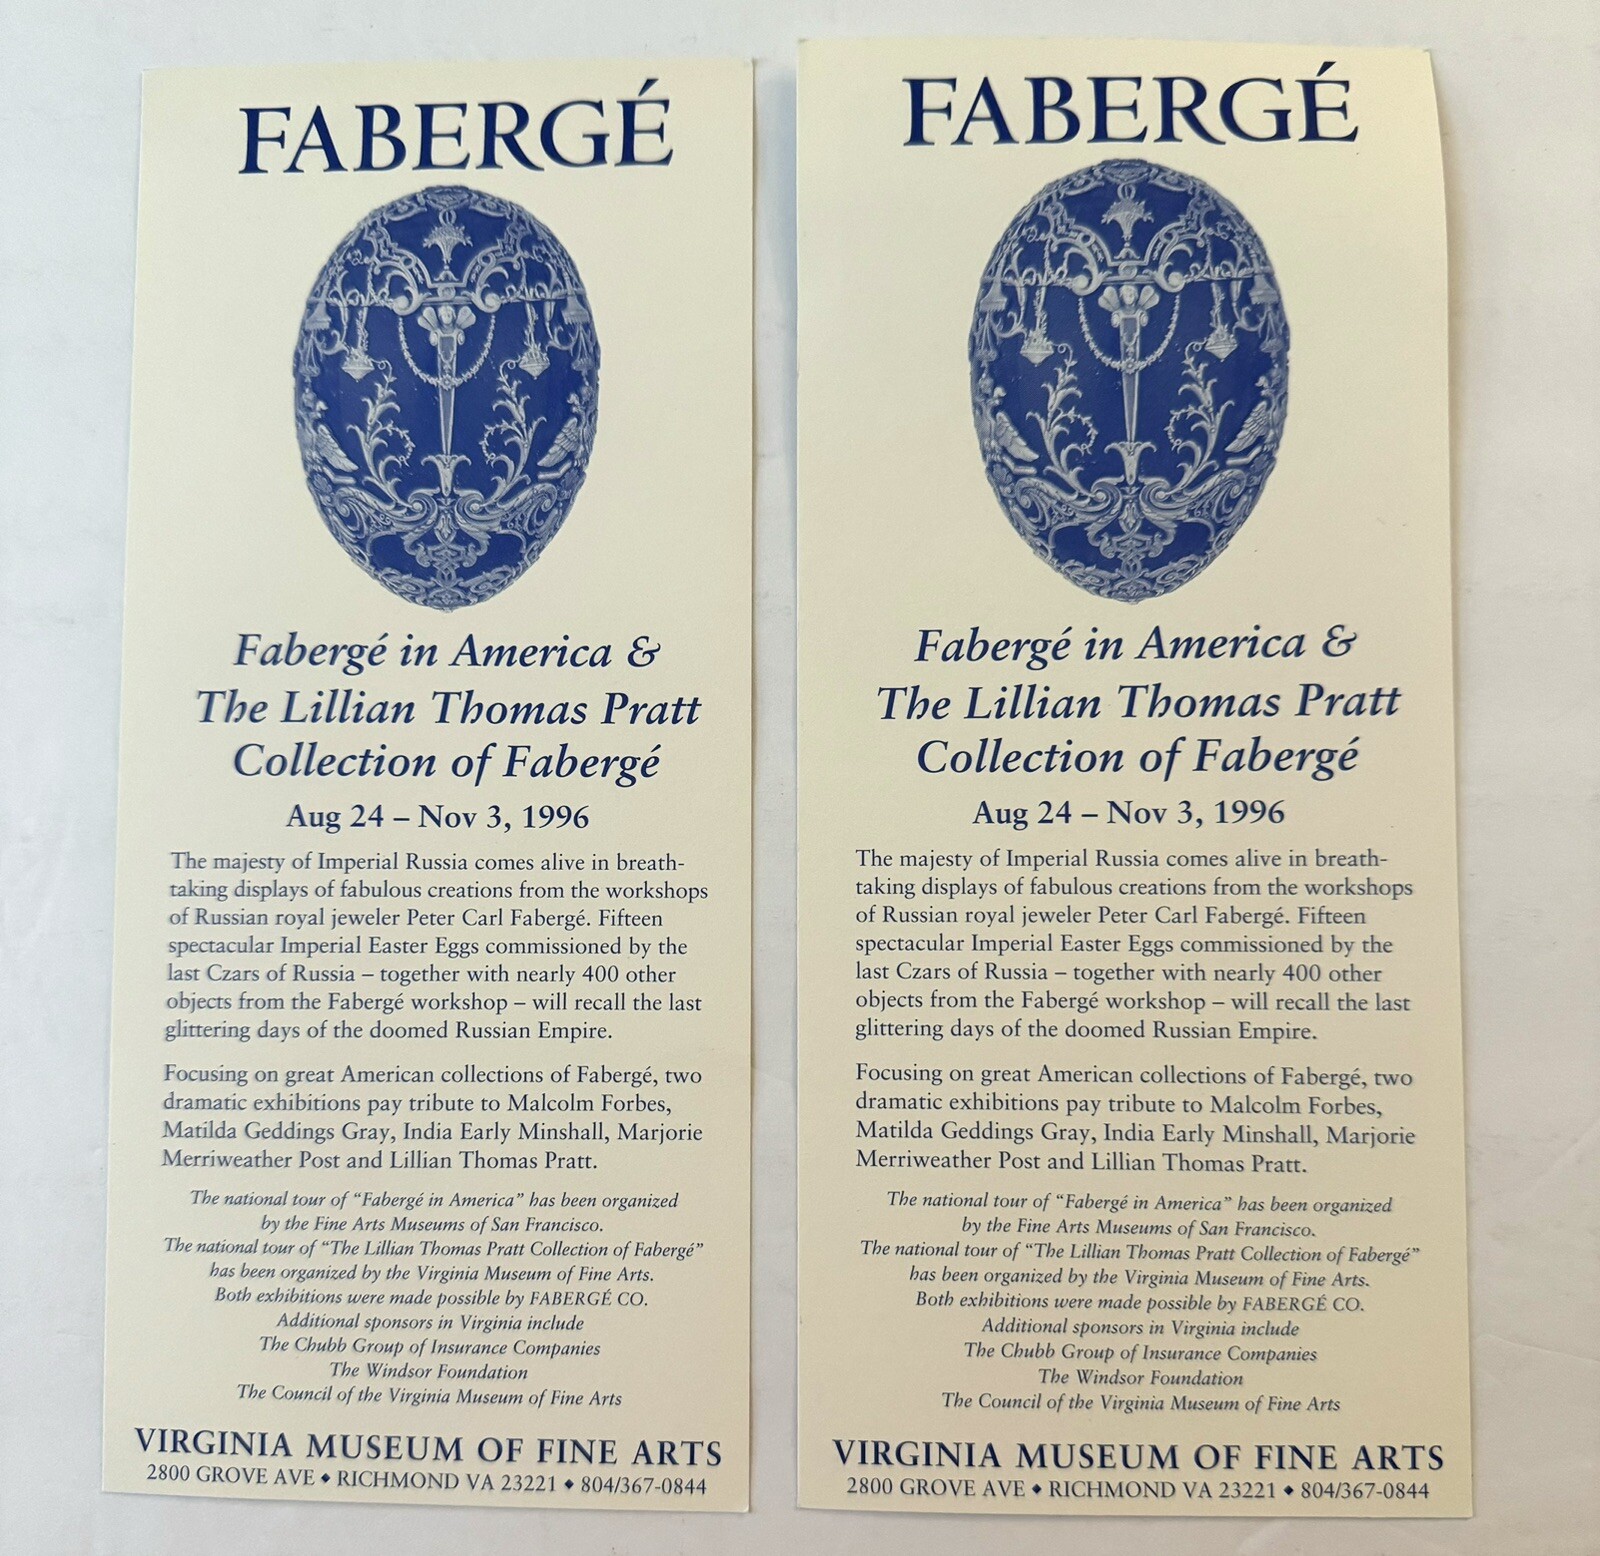 FABERGÉ
Fabergé in America &
The Lillian Thomas Pratt
Collection of Fabergé
Aug 24 – Nov 3, 1996
The majesty of Imperial Russia comes alive in breath-
taking displays of fabulous creations from the workshops
of Russian royal jeweler Peter Carl Fabergé. Fifteen
spectacular Imperial Easter Eggs commissioned by the
last Czars of Russia – together with nearly 400 other
objects from the Fabergé workshop – will recall the last
glittering days of the doomed Russian Empire.
Focusing on great American collections of Fabergé, two
dramatic exhibitions pay tribute to Malcolm Forbes,
Matilda Geddings Gray, India Early Minshall, Marjorie
Merriweather Post and Lillian Thomas Pratt.
The national tour of “Fabergé in America” has been organized
by the Fine Arts Museums of San Francisco.
The national tour of “The Lillian Thomas Pratt Collection of Fabergé”
has been organized by the Virginia Museum of Fine Arts.
Both exhibitions were made possible by FABERGÉ CO.
Additional sponsors in Virginia include
The Chubb Group of Insurance Companies
The Windsor Foundation
The Council of the Virginia Museum of Fine Arts
VIRGINIA MUSEUM OF FINE ARTS
2800 GROVE AVE ◆ RICHMOND VA 23221 ◆ 804/367-0844
FABERGÉ
Fabergé in America &
The Lillian Thomas Pratt
Collection of Fabergé
Aug 24 – Nov 3, 1996
The majesty of Imperial Russia comes alive in breath-
taking displays of fabulous creations from the workshops
of Russian royal jeweler Peter Carl Fabergé. Fifteen
spectacular Imperial Easter Eggs commissioned by the
last Czars of Russia – together with nearly 400 other
objects from the Fabergé workshop – will recall the last
glittering days of the doomed Russian Empire.
Focusing on great American collections of Fabergé, two
dramatic exhibitions pay tribute to Malcolm Forbes,
Matilda Geddings Gray, India Early Minshall, Marjorie
Merriweather Post and Lillian Thomas Pratt.
The national tour of “Fabergé in America” has been organized
by the Fine Arts Museums of San Francisco.
The national tour of “The Lillian Thomas Pratt Collection of Fabergé”
has been organized by the Virginia Museum of Fine Arts.
Both exhibitions were made possible by FABERGÉ CO.
Additional sponsors in Virginia include
The Chubb Group of Insurance Companies
The Windsor Foundation
The Council of the Virginia Museum of Fine Arts
VIRGINIA MUSEUM OF FINE ARTS
2800 GROVE AVE ◆ RICHMOND VA 23221 ◆ 804/367-0844